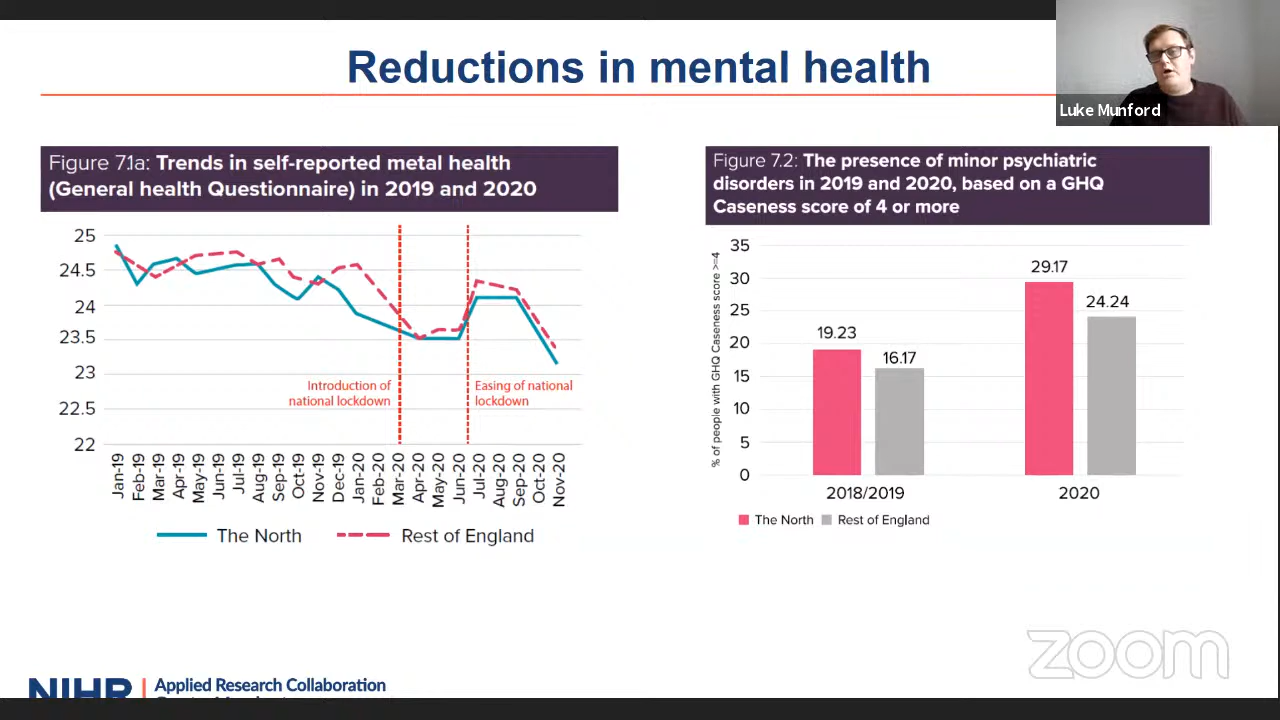 Reductions in mental health
Luke Munford
Figure 7.1a: Trends in self-reported metal health
(General health Questionnaire) in 2019 and 2020
25
24.5
24
23.5
23
22.5
22
Introduction of
national lockdown
Easing of national
lockdown
Jan-19
Feb-19
Mar-19
Apr-19
May-19
Jun-19
Jul-19
Aug-19
Sep-19
Oct-19
Nov-19
Dec-19
Jan-20
Feb-20
Mar-20
Apr-20
May-20
Jun-20
Jul-20
Aug-20
Sep-20
Oct-20
Nov-20
The North
Rest of England
Figure 7.2: The presence of minor psychiatric
disorders in 2019 and 2020, based on a GHQ
Caseness score of 4 or more
% of people with GHQ Caseness score >=4
35
30
25
20
15
10
5
0
19.23
16.17
29.17
24.24
2018/2019
2020
The North
Rest of England
zoom
NIHR
Applied Research Collaboration